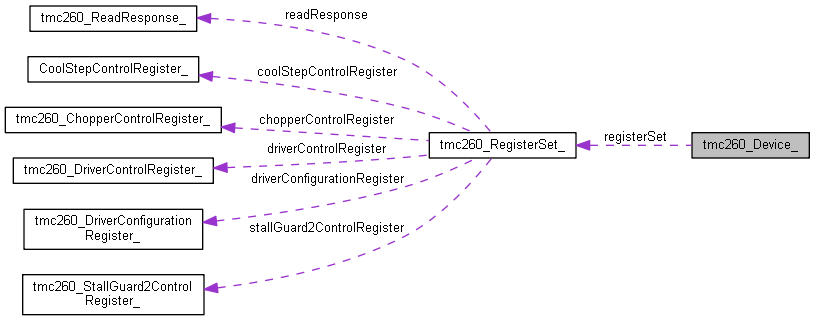 tmc260_ReadResponse_
readResponse
CoolStepControlRegister_
coolStepControlRegister
tmc260_ChopperControlRegister_
chopperControlRegister
tmc260_DriverControlRegister_
driverControlRegister
tmc260_DriverConfiguration
Register_
driverConfigurationRegister
tmc260_StallGuard2Control
Register_
stallGuard2ControlRegister
tmc260_RegisterSet_
registerSet
tmc260_Device_